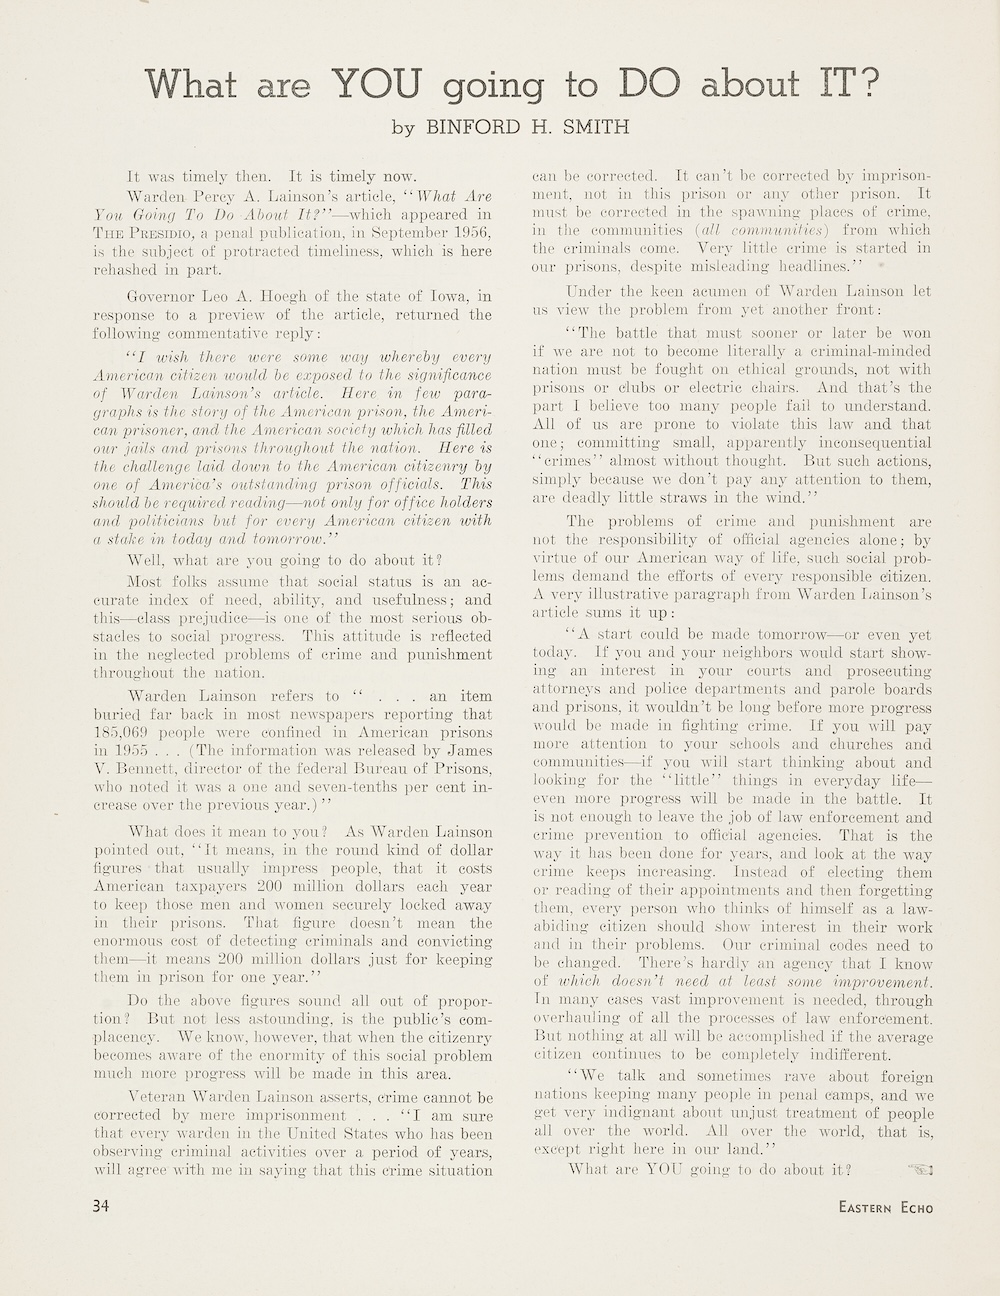 What are YOU going to DO about IT?
by BINFORD H. SMITH
It was timely then. It is timely now.
Warden Percy A. Lainson's article, "What Are
You Going To Do About It?"—which appeared in
THE PRESIDIO, a penal publication, in September 1956,
is the subject of protracted timeliness, which is here
rehashed in part.
Governor Leo A. Hoegh of the state of Iowa, in
response to a preview of the article, returned the
following commentative reply:
"I wish there were some way whereby every
American citizen would be exposed to the significance
of Warden Lainson's article. Here in few para-
graphs is the story of the American prison, the Ameri-
can prisoner, and the American society which has filled
our jails and prisons throughout the nation. Here is
the challenge laid down to the American citizenry by
one of America's outstanding prison officials. This
should be required reading—not only for office holders
and politicians but for every American citizen with
a stake in today and tomorrow."
Well, what are you going to do about it?
Most folks assume that social status is an ac-
curate index of need, ability, and usefulness; and
this—class prejudice—is one of the most serious ob-
stacles to social progress. This attitude is reflected
in the neglected problems of crime and punishment
throughout the nation.
Warden Lainson refers to " . . . an item
buried far back in most newspapers reporting that
185,069 people were confined in American prisons
in 1955 . . . (The information was released by James
V. Bennett, director of the federal Bureau of Prisons,
who noted it was a one and seven-tenths per cent in-
crease over the previous year.)"
What does it mean to you? As Warden Lainson
pointed out, "It means, in the round kind of dollar
figures that usually impress people, that it costs
American taxpayers 200 million dollars each year
to keep those men and women securely locked away
in their prisons. That figure doesn't mean the
enormous cost of detecting criminals and convicting
them—it means 200 million dollars just for keeping
them in prison for one year."
Do the above figures sound all out of propor-
tion? But not less astounding, is the public's com-
placency. We know, however, that when the citizenry
becomes aware of the enormity of this social problem
much more progress will be made in this area.
Veteran Warden Lainson asserts, crime cannot be
corrected by mere imprisonment . . . "I am sure
that every warden in the United States who has been
observing criminal activities over a period of years,
will agree with me in saying that this crime situation
can be corrected. It can't be corrected by imprison-
ment, not in this prison or any other prison. It
must be corrected in the spawning places of crime,
in the communities (all communities) from which
the criminals come. Very little crime is started in
our prisons, despite misleading headlines."
Under the keen acumen of Warden Lainson let
us view the problem from yet another front:
"The battle that must sooner or later be won
if we are not to become literally a criminal-minded
nation must be fought on ethical grounds, not with
prisons or clubs or electric chairs. And that's the
part I believe too many people fail to understand.
All of us are prone to violate this law and that
one; committing small, apparently inconsequential
"crimes" almost without thought. But such actions,
simply because we don't pay any attention to them,
are deadly little straws in the wind."
The problems of crime and punishment are
not the responsibility of official agencies alone; by
virtue of our American way of life, such social prob-
lems demand the efforts of every responsible citizen.
A very illustrative paragraph from Warden Lainson's
article sums it up:
"A start could be made tomorrow—or even yet
today. If you and your neighbors would start show-
ing an interest in your courts and prosecuting
attorneys and police departments and parole boards
and prisons, it wouldn't be long before more progress
would be made in fighting crime. If you will pay
more attention to your schools and churches and
communities—if you will start thinking about and
looking for the "little" things in everyday life—
even more progress will be made in the battle. It
is not enough to leave the job of law enforcement and
crime prevention to official agencies. That is the
way it has been done for years, and look at the way
crime keeps increasing. Instead of electing them
or reading of their appointments and then forgetting
them, every person who thinks of himself as a law-
abiding citizen should show interest in their work
and in their problems. Our criminal codes need to
be changed. There's hardly an agency that I know
of which doesn't need at least some improvement.
In many cases vast improvement is needed, through
overhauling of all the processes of law enforcement.
But nothing at all will be accomplished if the average
citizen continues to be completely indifferent.
"We talk and sometimes rave about foreign
nations keeping many people in penal camps, and we
get very indignant about unjust treatment of people
all over the world. All over the world, that is,
except right here in our land."
What are YOU going to do about it?
34
EASTERN ECHO